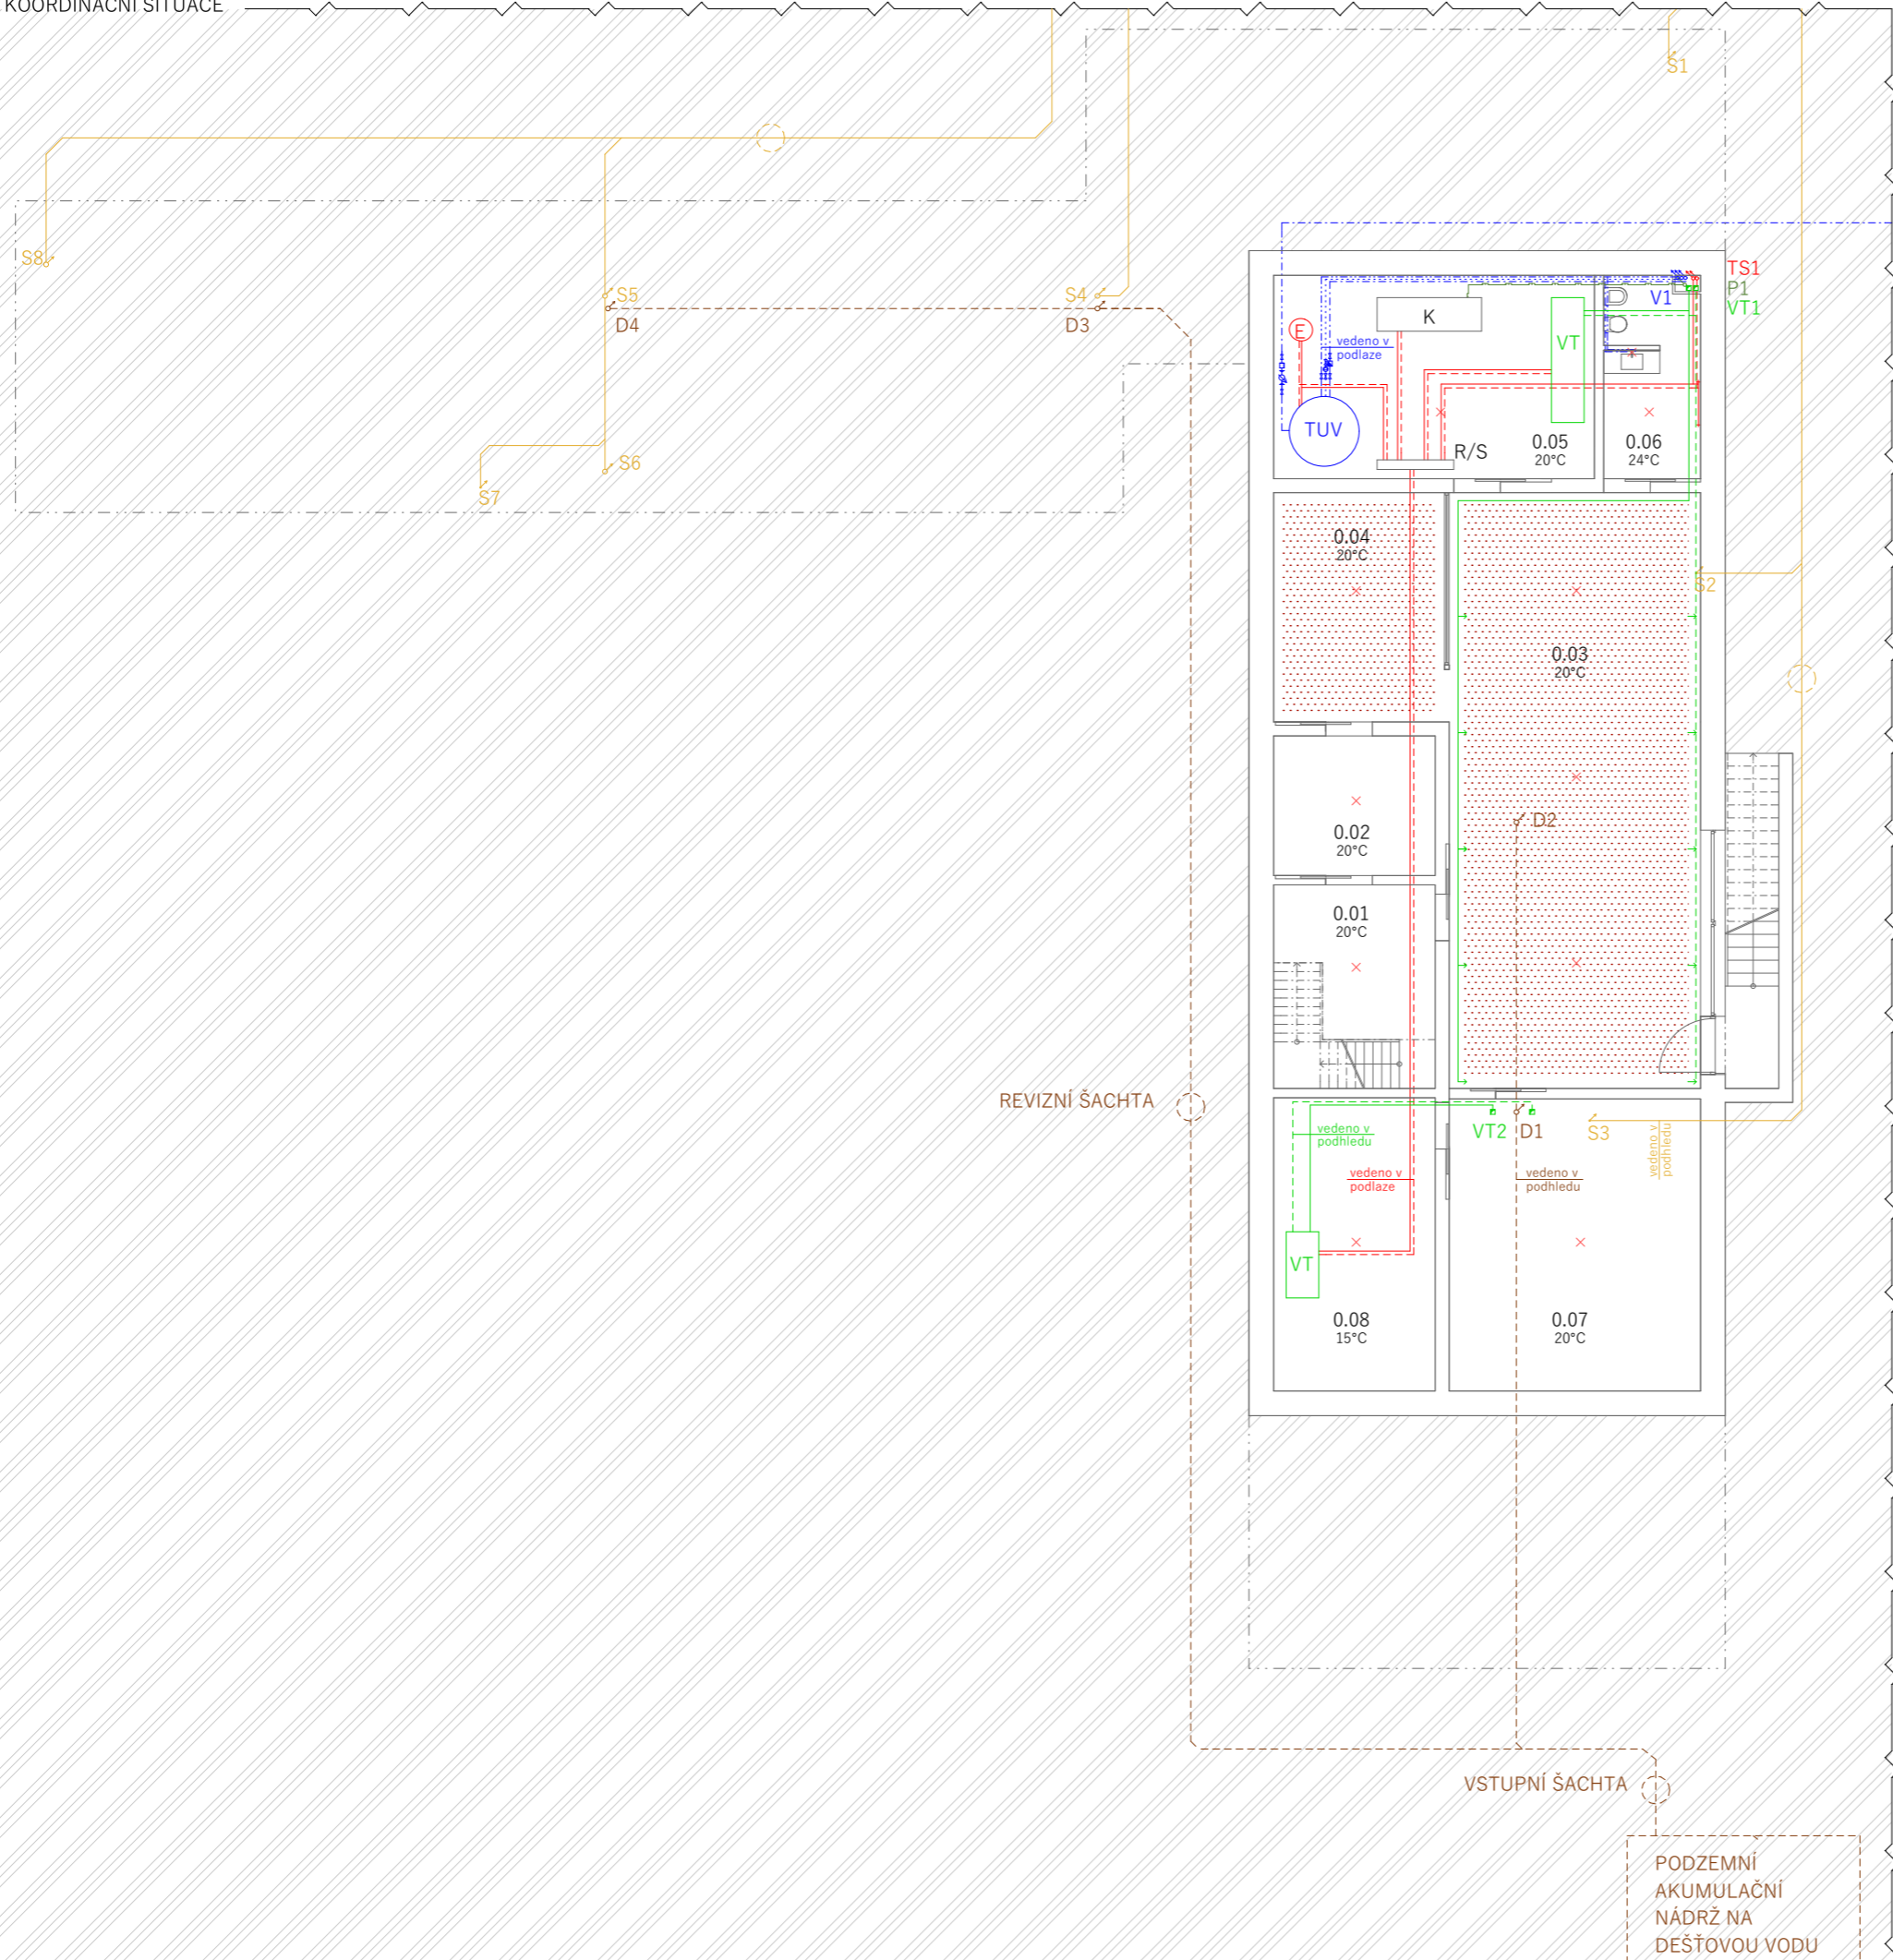 KOORDINAČNÍ SITUACE
S1
S8
S5
S4
D4
D3
TS1
P1
V1
VT1
E
K
vedeno v
podlaze
VT
TUV
R/S
0.05
20°C
0.06
24°C
S6
S7
0.04
20°C
S2
0.03
20°C
D2
0.02
20°C
0.01
20°C
REVIZNÍ ŠACHTA
VT2
D1
S3
vedeno v
podhledu
vedeno v
podhledu
vedeno v
podlaze
vedeno v
podhledu
VT
0.08
15°C
0.07
20°C
VSTUPNÍ ŠACHTA
PODZEMNÍ
AKUMULAČNÍ
NÁDRŽ NA
DEŠŤOVOU VODU